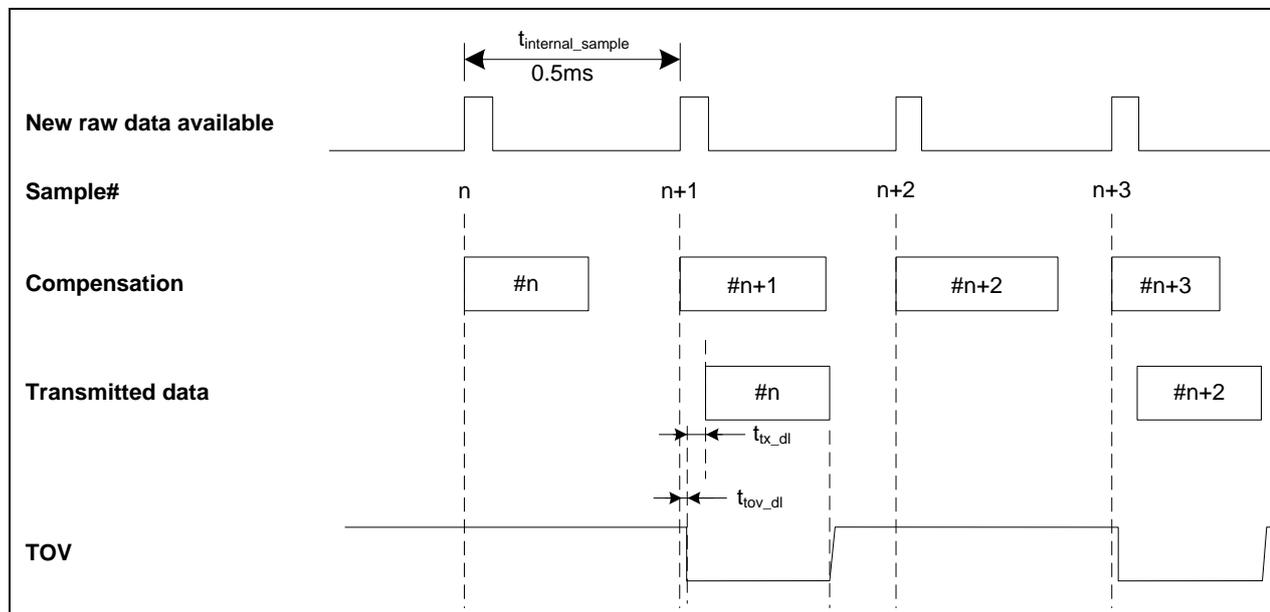 t_internal_sample
0.5ms
New raw data available
Sample#
n n+1 n+2 n+3
Compensation
#n #n+1 #n+2 #n+3
Transmitted data
#n #n+2
t_tx_dl
t_tov_dl
TOV